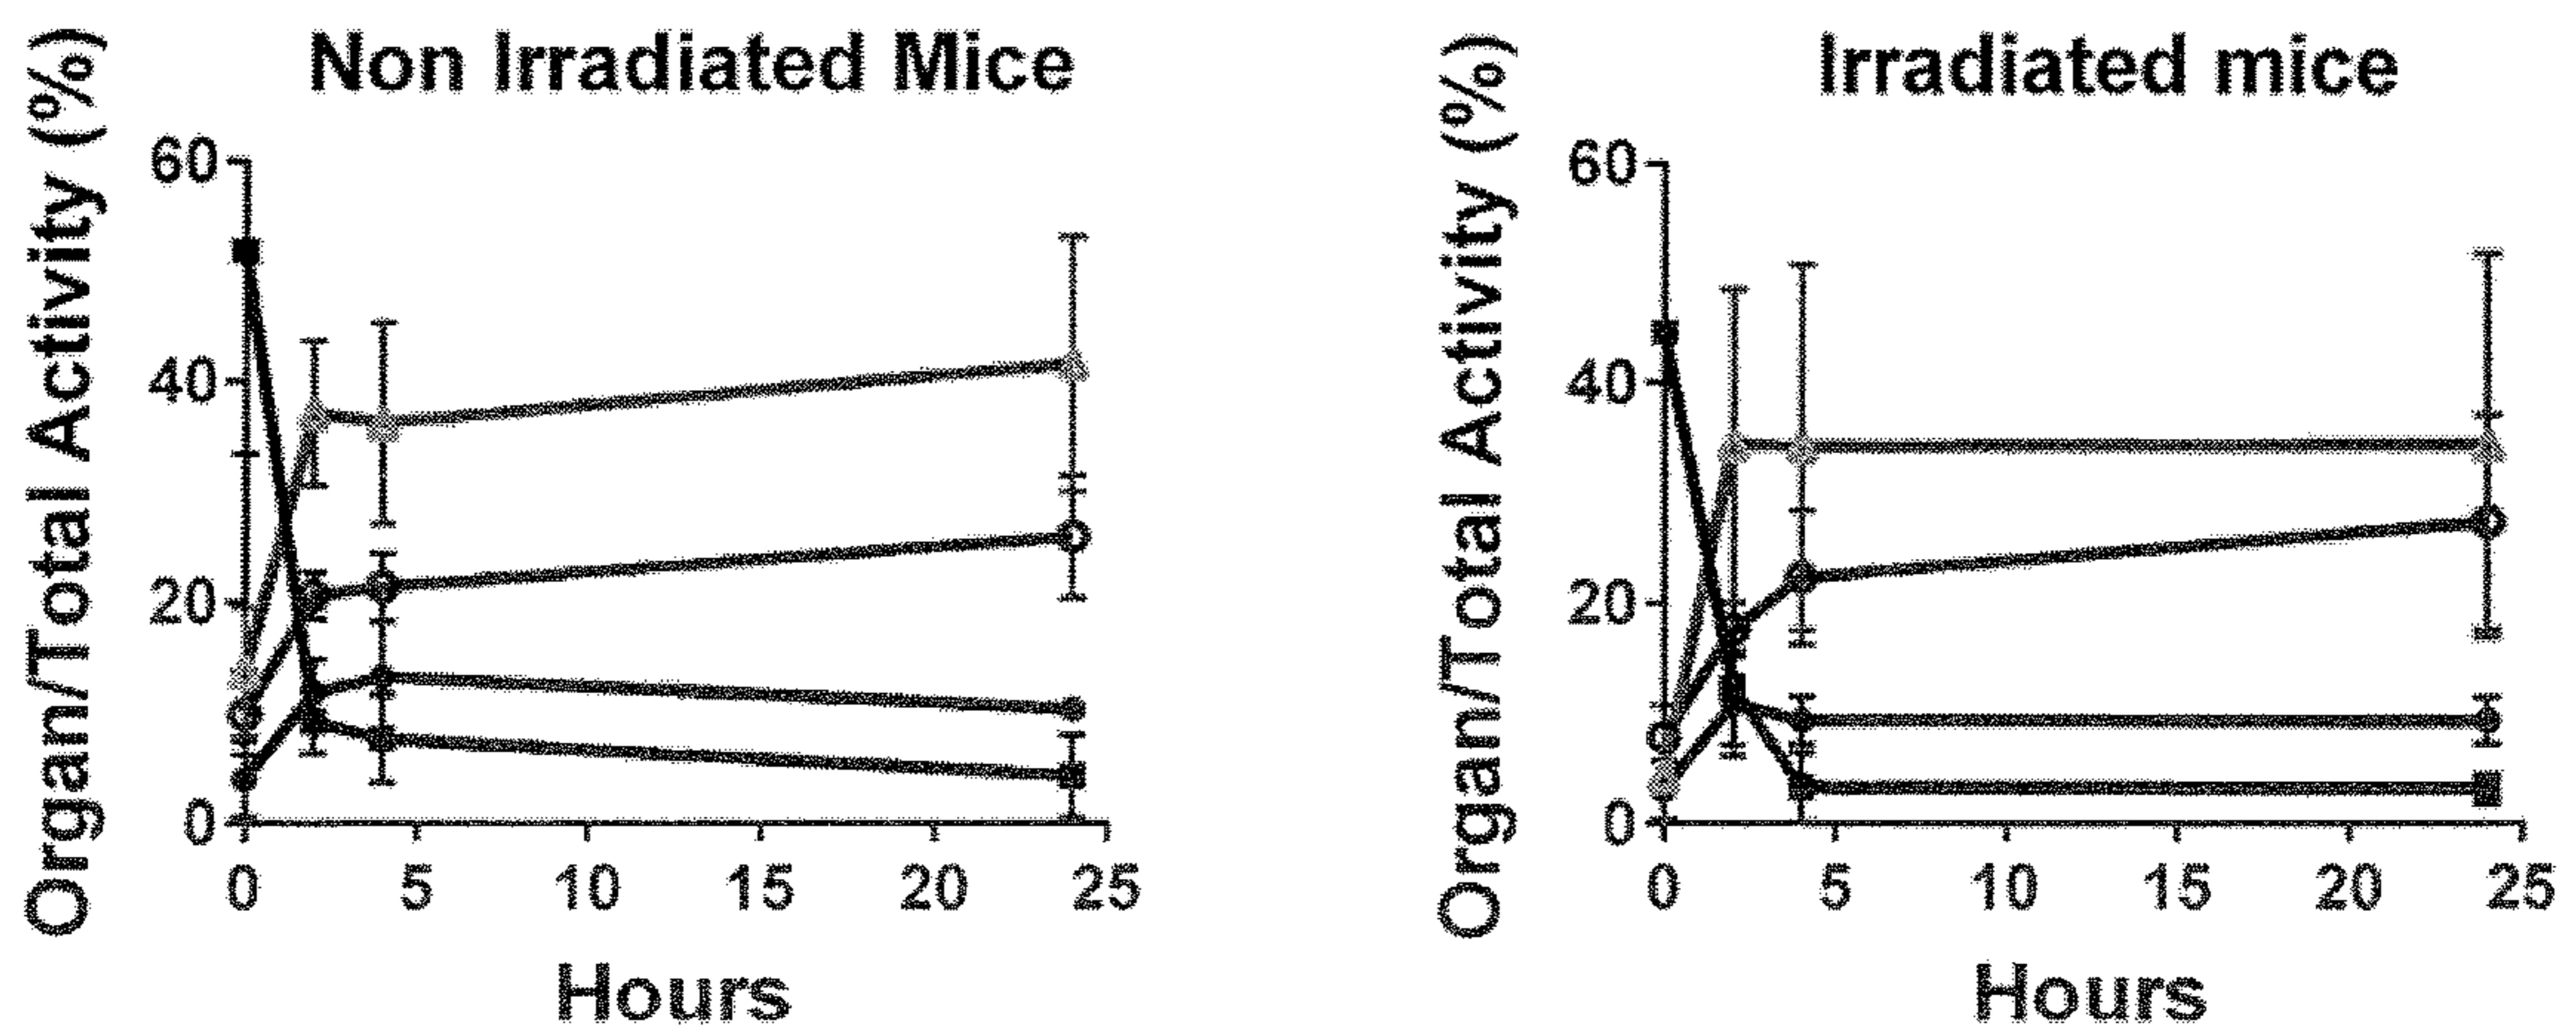 Non Irradiated Mice
Organ/Total Activity (%)
60
40
20
0
0 5 10 15 20 25
Hours
Irradiated mice
Organ/Total Activity (%)
60
40
20
0
0 5 10 15 20 25
Hours